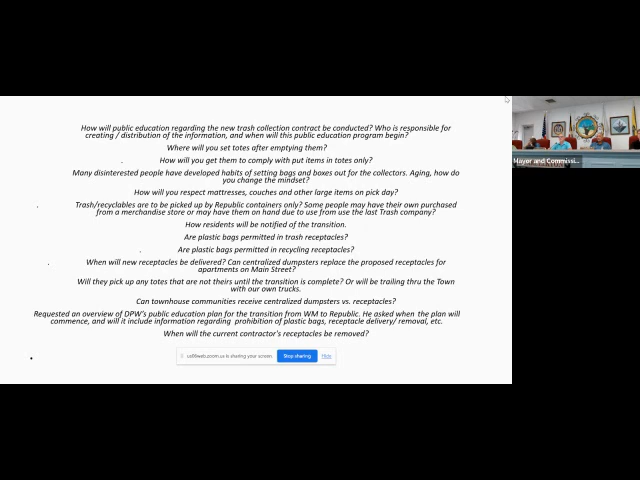 How will public education regarding the new trash collection contract be conducted? Who is responsible for
creating / distribution of the information, and when will this public education program begin?
Where will you set totes after emptying them?
How will you get them to comply with put items in totes only?
Many disinterested people have developed habits of setting bags and boxes out for the collectors. Aging, how do
you change the mindset?
How will you respect mattresses, couches and other large items on pick day?
Trash/recyclables are to be picked up by Republic containers only? Some people may have their own purchased
from a merchandise store or may have them on hand due to use from use the last Trash company?
How residents will be notified of the transition.
Are plastic bags permitted in trash receptacles?
Are plastic bags permitted in recycling receptacles?
When will new receptacles be delivered? Can centralized dumpsters replace the proposed receptacles for
apartments on Main Street?
Will they pick up any totes that are not theirs until the transition is complete? Or will be trailing thru the Town
with our own trucks.
Can townhouse communities receive centralized dumpsters vs. receptacles?
Requested an overview of DPW's public education plan for the transition from WM to Republic. He asked when the plan will
commence, and will it include information regarding prohibition of plastic bags, receptacle delivery/ removal, etc.
When will the current contractor's receptacles be removed?
us06web.zoom.us is sharing your screen. Stop sharing Hide
Mayor and Commissi...